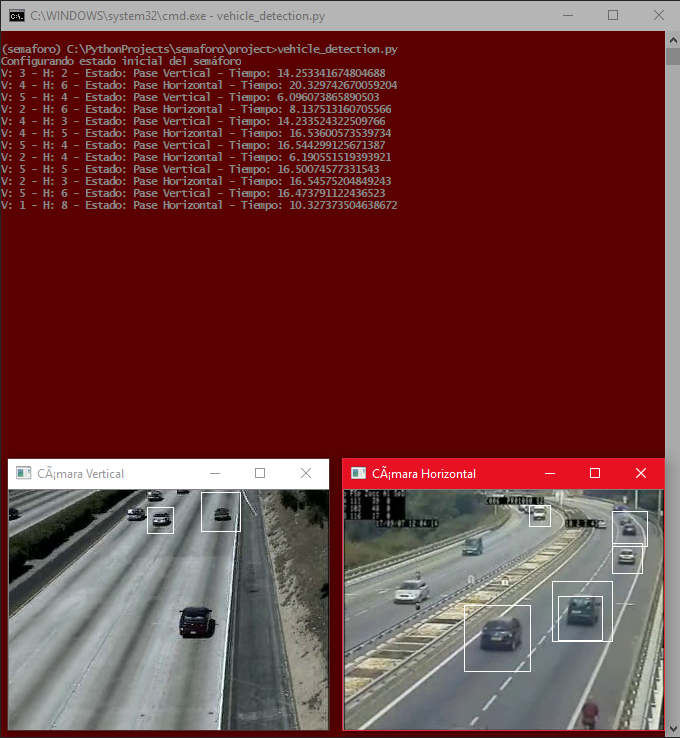 C:\WINDOWS\system32\cmd.exe - vehicle_detection.py
(semaforo) C:\PythonProjects\semaforo\project>vehicle_detection.py
Configurando estado inicial del semáforo
V: 3 - H: 2 - Estado: Pase Vertical - Tiempo: 14.253341674804688
V: 4 - H: 6 - Estado: Pase Horizontal - Tiempo: 20.329742670059204
V: 5 - H: 4 - Estado: Pase Vertical - Tiempo: 6.096073865890503
V: 2 - H: 6 - Estado: Pase Horizontal - Tiempo: 8.137513160705566
V: 4 - H: 3 - Estado: Pase Vertical - Tiempo: 14.233524322509766
V: 4 - H: 5 - Estado: Pase Horizontal - Tiempo: 16.53600573539734
V: 5 - H: 4 - Estado: Pase Vertical - Tiempo: 16.544299125671387
V: 2 - H: 4 - Estado: Pase Horizontal - Tiempo: 6.190551519393921
V: 5 - H: 5 - Estado: Pase Vertical - Tiempo: 16.50074577331543
V: 2 - H: 3 - Estado: Pase Horizontal - Tiempo: 16.54575204849243
V: 5 - H: 6 - Estado: Pase Vertical - Tiempo: 16.473791122436523
V: 1 - H: 8 - Estado: Pase Horizontal - Tiempo: 10.327373504638672
CÃ¡mara Vertical
CÃ¡mara Horizontal